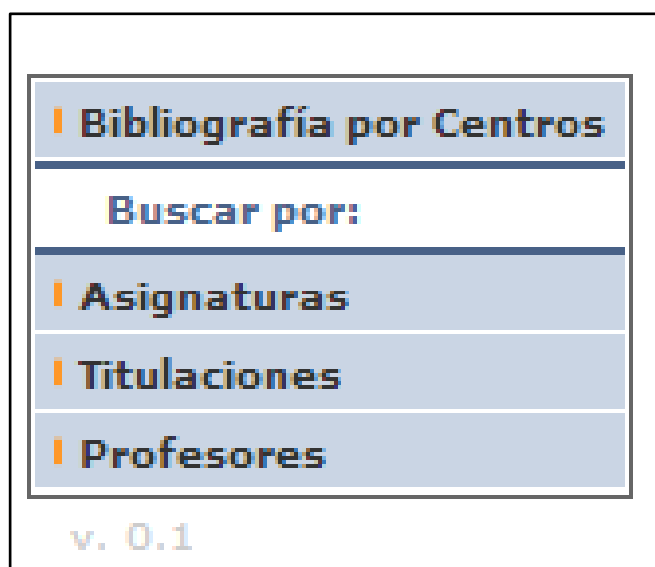 Bibliografía por Centros
Buscar por:
Asignaturas
Titulaciones
Profesores
v. 0.1